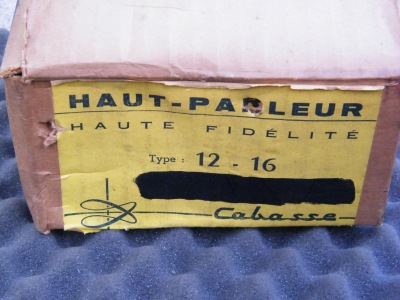 HAUT-PARLEUR
HAUTE FIDÉLITÉ
Type : 12 - 16
Cabasse